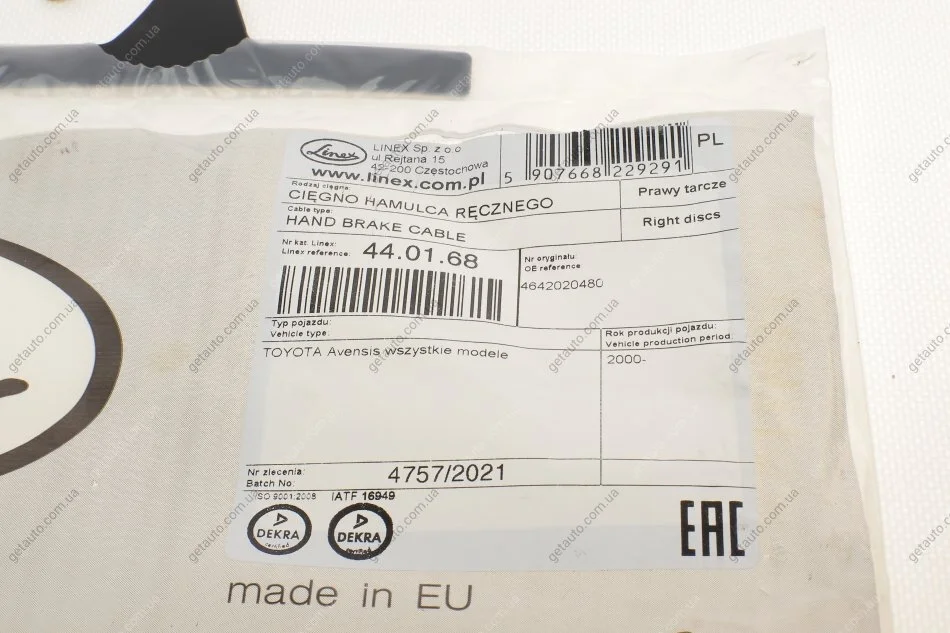 Linex
LINEX Sp. z o.o
ul Rejtana 15
42-200 Częstochowa
www.linex.com.pl
5 907668 229291
PL
Rodzaj cięgna:
CIĘGNO HAMULCA RĘCZNEGO
Prawy tarcze
Cable type:
HAND BRAKE CABLE
Right discs
Nr kat. Linex:
Linex reference:
44.01.68
Nr oryginału:
OE reference
4642020480
Typ pojazdu:
Vehicle type:
Rok produkcji pojazdu:
Vehicle production period:
TOYOTA Avensis wszystkie modele
2000-
Nr zlecenia:
Batch No:
4757/2021
ISO 9001:2008
IATF 16949
DEKRA
certified
DEKRA
certified
EAC
made in EU
getauto.com.ua